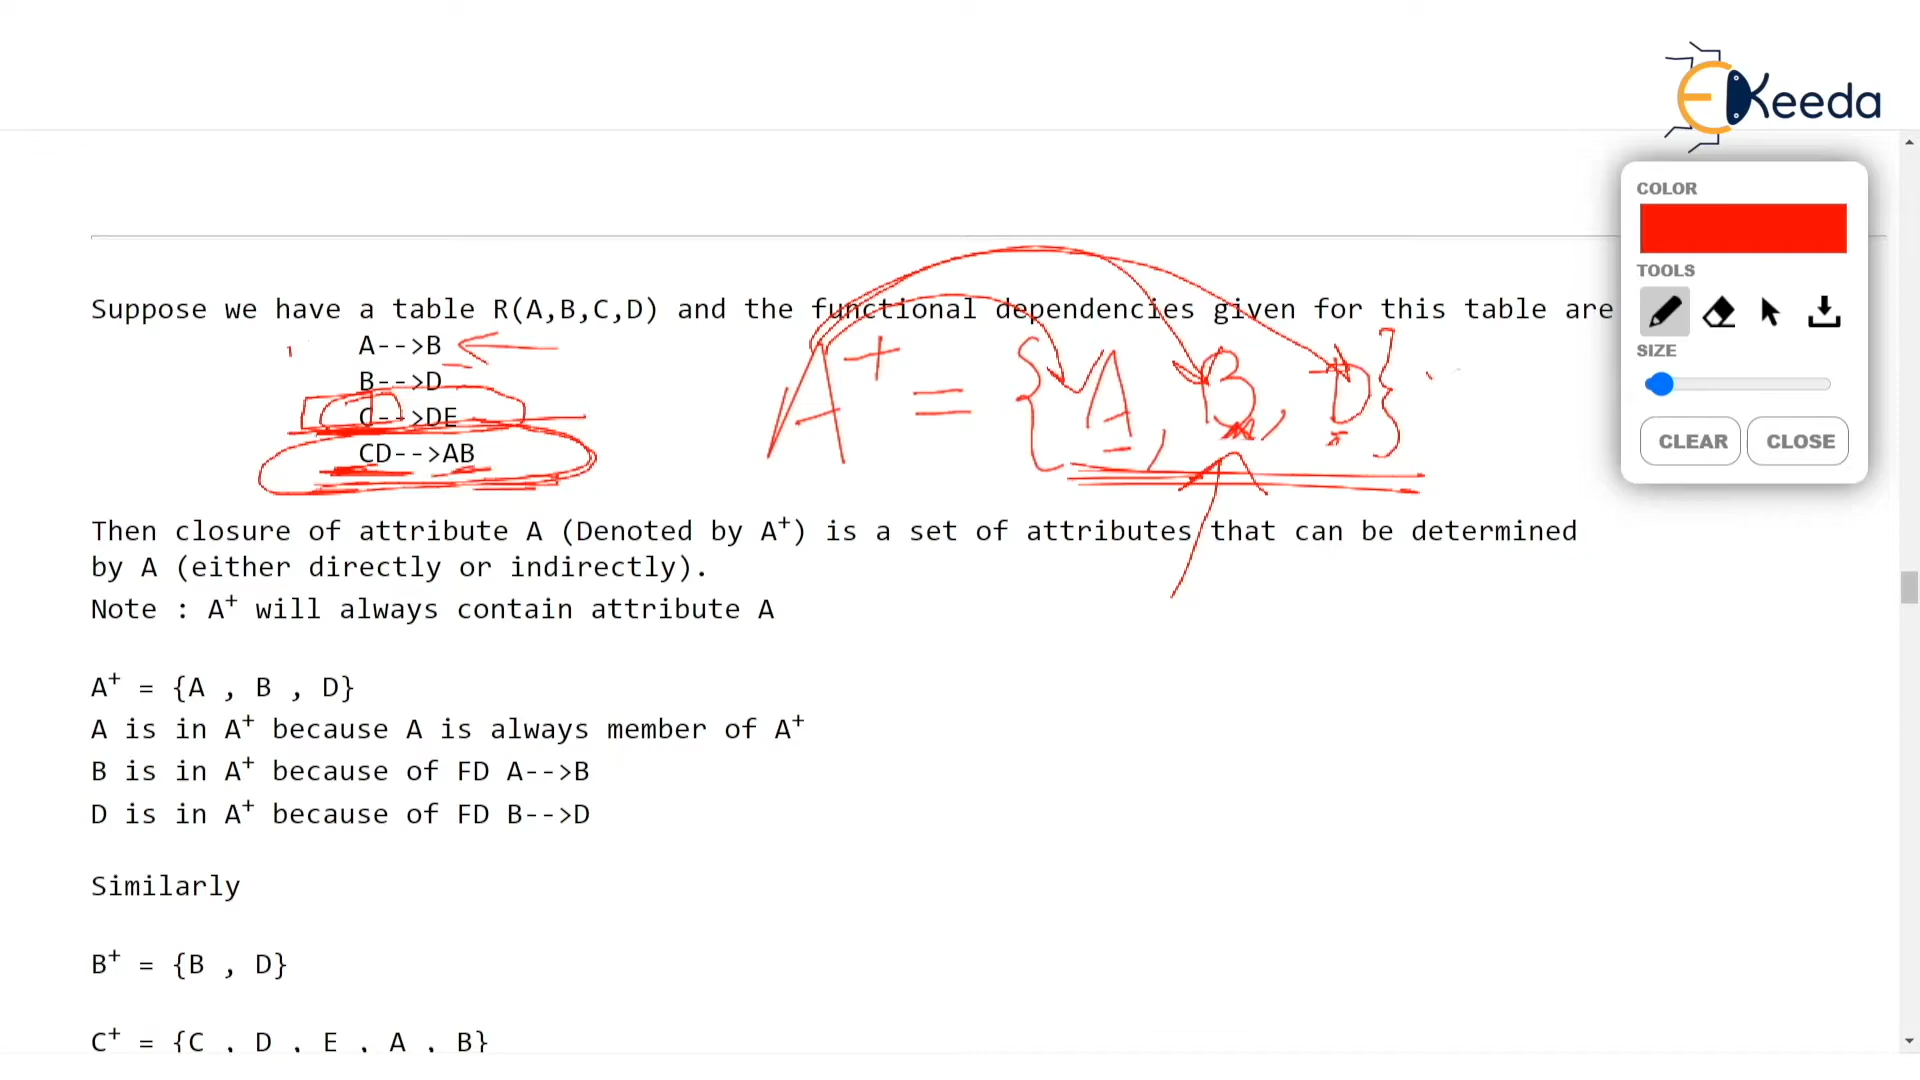 EKeeda
COLOR
TOOLS
SIZE
CLEAR CLOSE
Suppose we have a table R(A,B,C,D) and the functional dependencies given for this table are
A-->B
B-->D
C-->DE
CD-->AB
A+ = {A, B, D}
Then closure of attribute A (Denoted by A+) is a set of attributes that can be determined
by A (either directly or indirectly).
Note : A+ will always contain attribute A
A+ = {A , B , D}
A is in A+ because A is always member of A+
B is in A+ because of FD A-->B
D is in A+ because of FD B-->D
Similarly
B+ = {B , D}
C+ = {C , D , E , A , B}